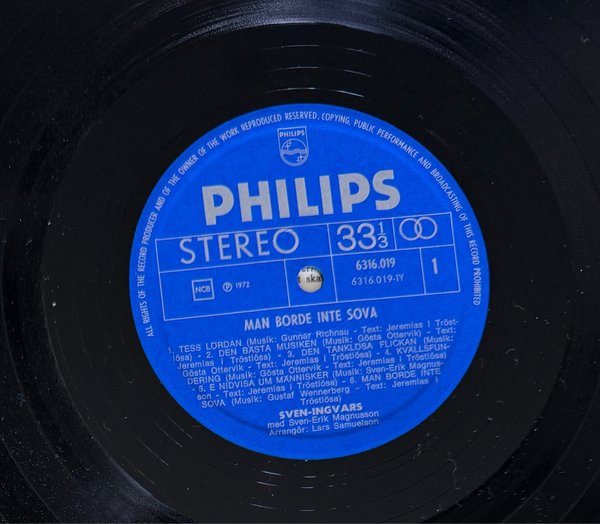 ALL RIGHTS OF THE RECORD PRODUCER AND OF THE OWNER OF THE WORK REPRODUCED RESERVED, COPYING, PUBLIC PERFORMANCE AND BROADCASTING OF THIS RECORD PROHIBITED
PHILIPS
PHILIPS
STEREO 33 1/3
NCB ℗ 1972 6316.019 1
6316.019-1Y
t ska
MAN BORDE INTE SOVA
1. TESS LORDAN (Musik: Gunnar Richnau - Text: Jeremias i Tröst-
lösa) - 2. DEN BÄSTA MUSIKEN (Musik: Gösta Ottervik - Text:
Jeremias i Tröstlösa) - 3. DEN TANKLÖSA FLICKAN (Musik:
Gösta Ottervik - Text: Jeremias i Tröstlösa) - 4. KVÄLLSFUN-
DERING (Musik: Gösta Ottervik - Text: Jeremias i Tröstlösa)
- 5. E NIDVISA UM MÄNNISKER (Musik: Sven-Erik Magnus-
son - Text: Jeremias i Tröstlösa) - 6. MAN BORDE INTE
SOVA (Musik: Gustaf Wennerberg - Text: Jeremias i
Tröstlösa)
SVEN-INGVARS
med Sven-Erik Magnusson
Arrangör: Lars Samuelson